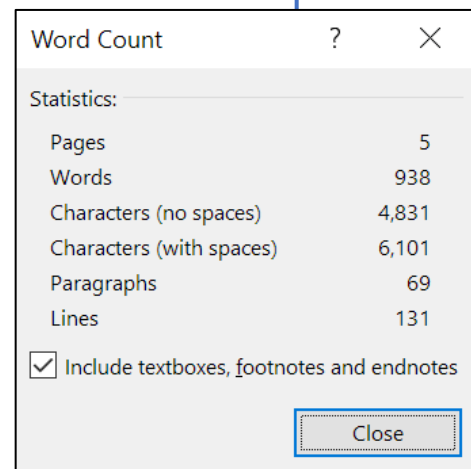 Word Count ? ×
Statistics:
Pages 5
Words 938
Characters (no spaces) 4,831
Characters (with spaces) 6,101
Paragraphs 69
Lines 131
Include textboxes, footnotes and endnotes
Close